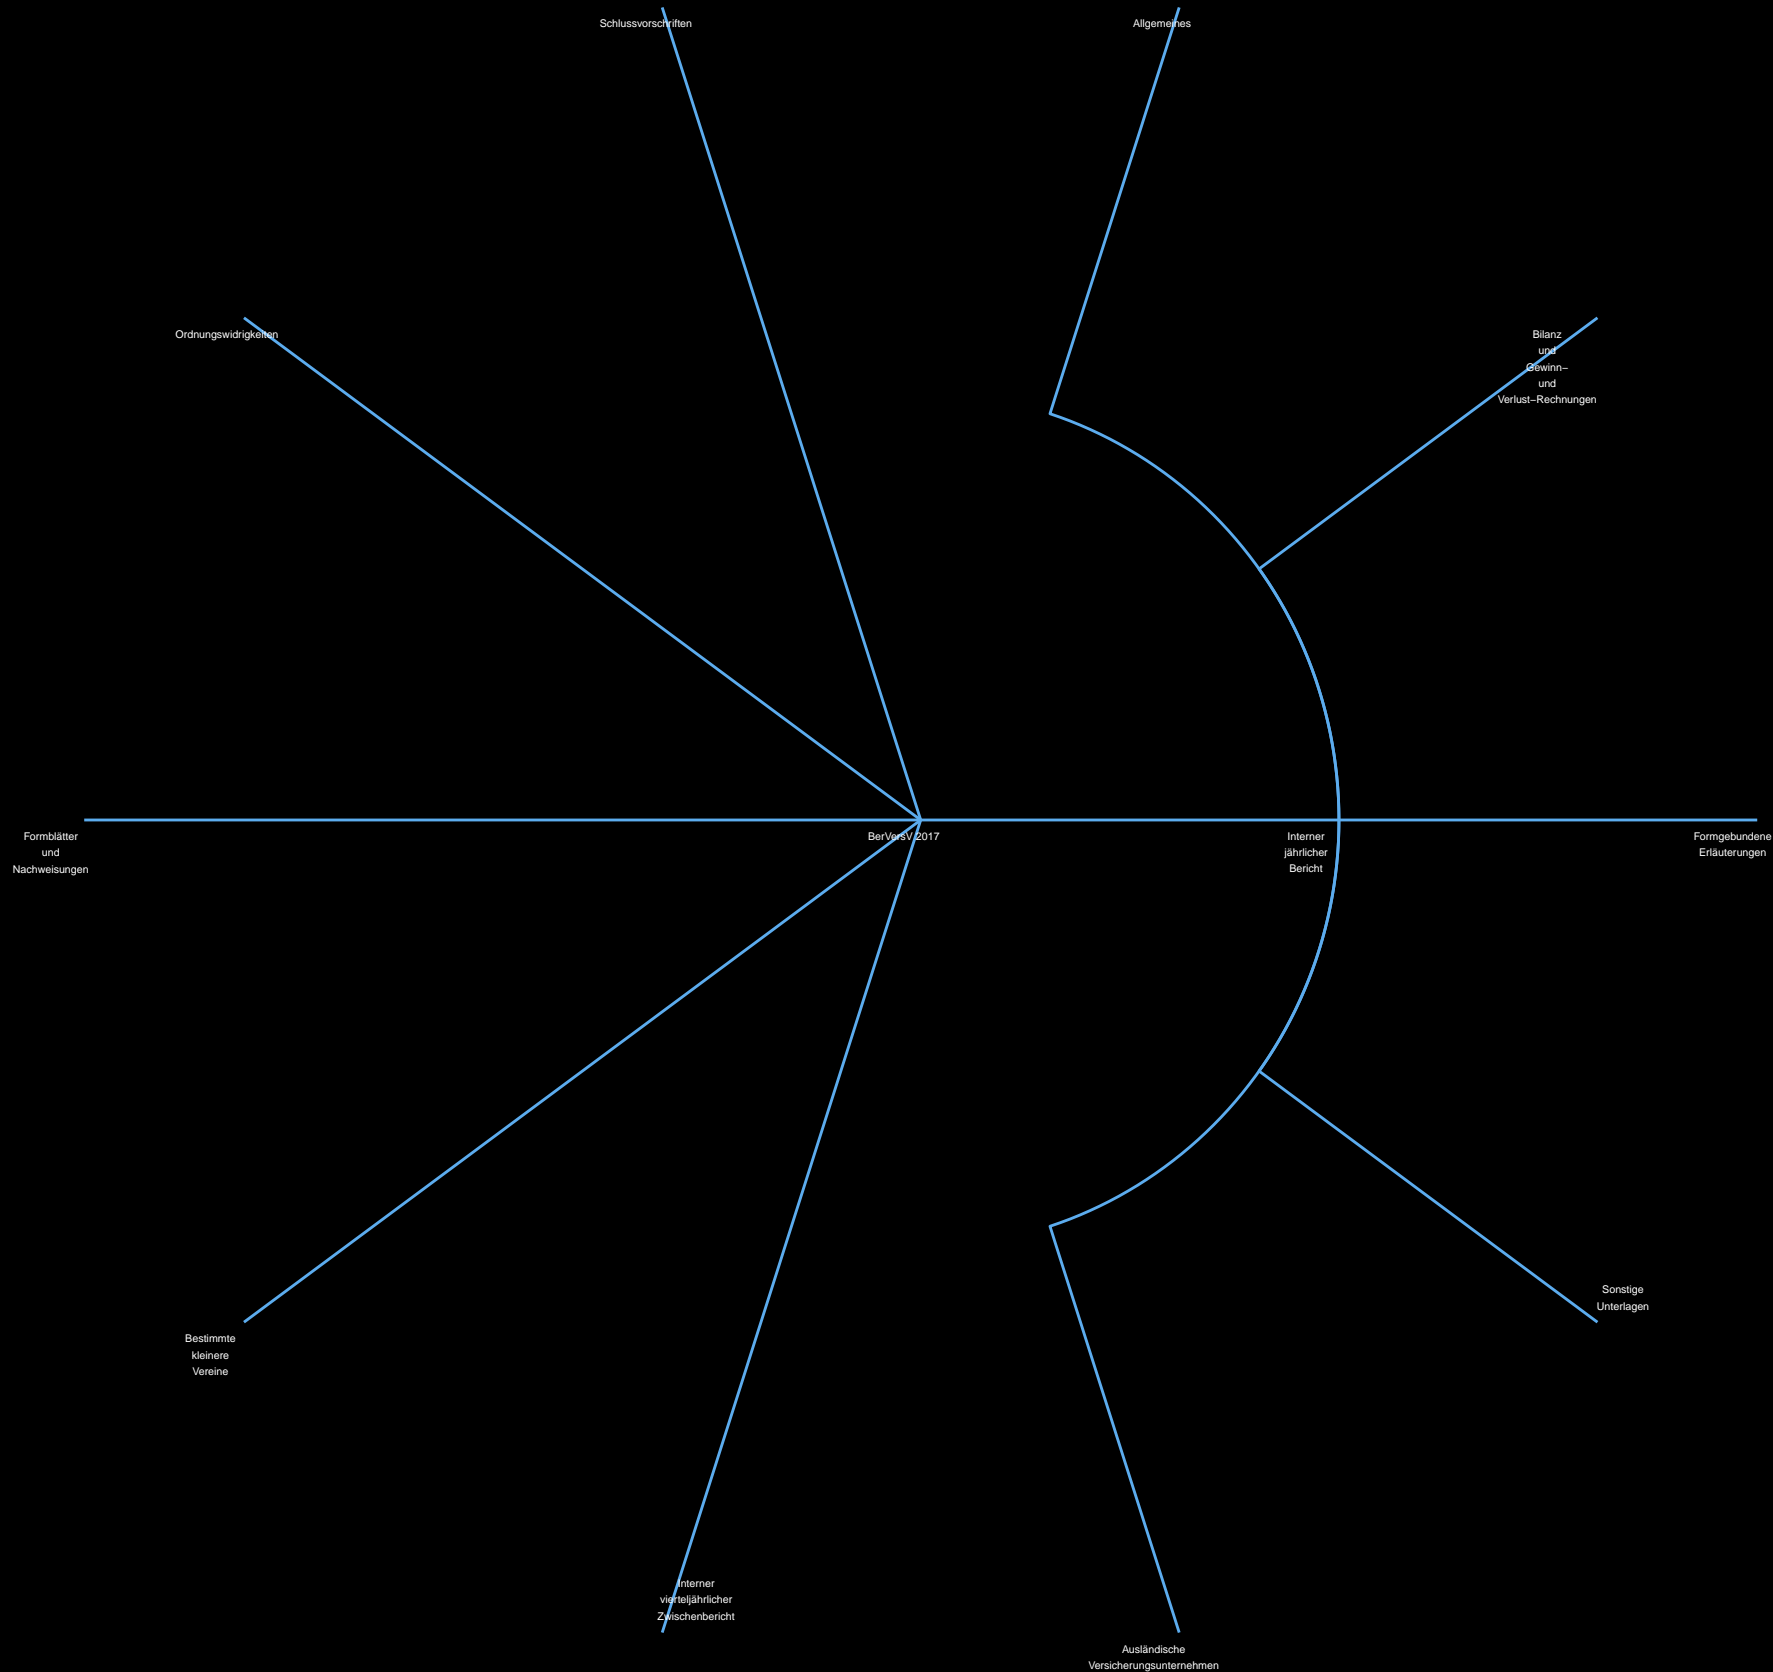 Schlussvorschriften
Allgemeines
Ordnungswidrigkeiten
Bilanz
und
Gewinn–
und
Verlust–Rechnungen
Formblätter
und
Nachweisungen
BerVersV 2017
Interner
jährlicher
Bericht
Formgebundene
Erläuterungen
Sonstige
Unterlagen
Bestimmte
kleinere
Vereine
Interner
vierteljährlicher
Zwischenbericht
Ausländische
Versicherungsunternehmen